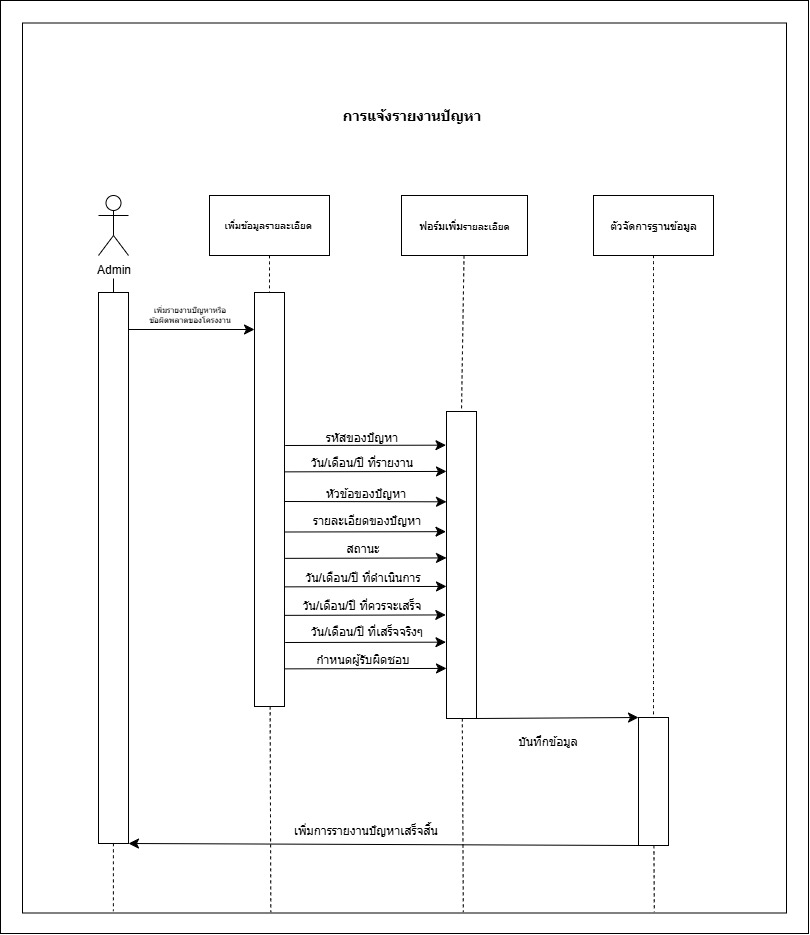 การแจ้งรายงานปัญหา
เพิ่มข้อมูลรายละเอียด
ฟอร์มเพิ่มรายละเอียด
ตัวจัดการฐานข้อมูล
Admin
เพิ่มรายงานปัญหาหรือ
ข้อผิดพลาดของโครงงาน
รหัสของปัญหา
วัน/เดือน/ปี ที่รายงาน
หัวข้อของปัญหา
รายละเอียดของปัญหา
สถานะ
วัน/เดือน/ปี ที่ดำเนินการ
วัน/เดือน/ปี ที่ควรจะเสร็จ
วัน/เดือน/ปี ที่เสร็จจริงๆ
กำหนดผู้รับผิดชอบ
บันทึกข้อมูล
เพิ่มการรายงานปัญหาเสร็จสิ้น